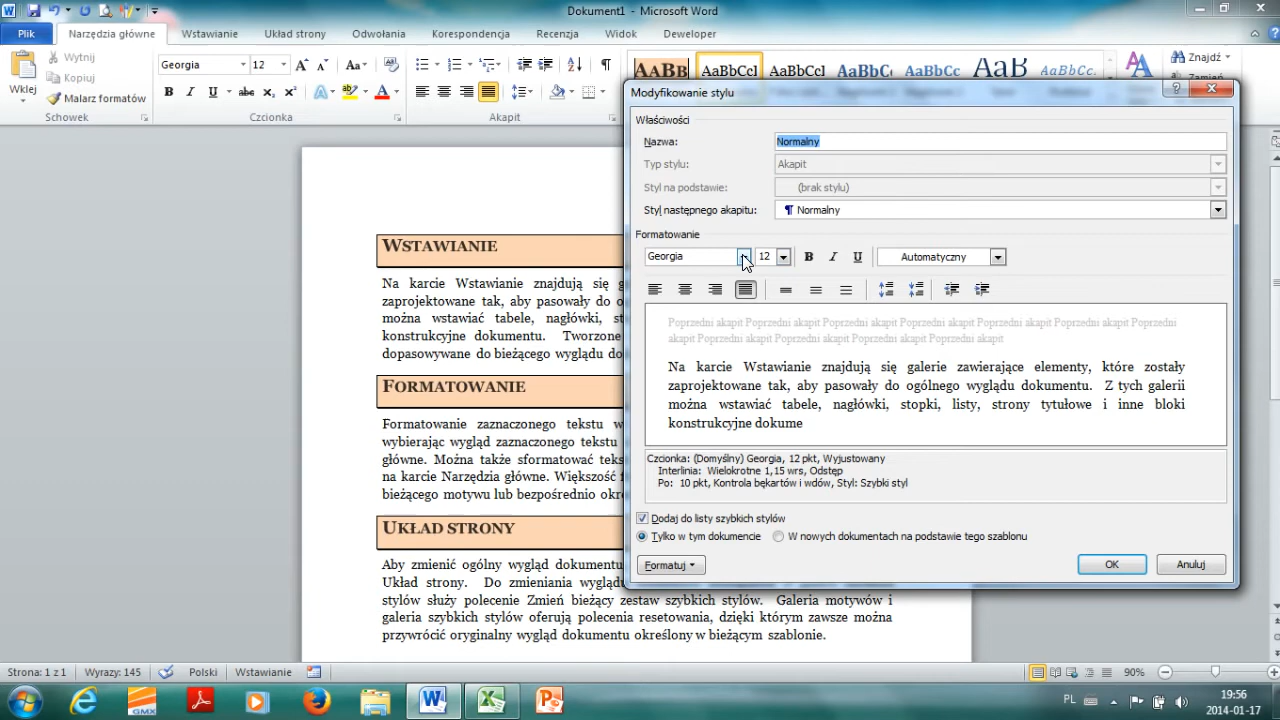 Dokument1 - Microsoft Word
Plik Narzędzia główne Wstawianie Układ strony Odwołania Korespondencja Recenzja Widok Deweloper
Wytnij
Kopiuj
Malarz formatów
Wklej
Schowek
Georgia 12
Czcionka
Akapit
AABB AaBbCcI AaBbCcI AaBbC AaBbCc AaB AaBbCc.
Znajdź
Modyfikowanie stylu
Właściwości
Nazwa: Normalny
Typ stylu: Akapit
Styl na podstawie: (brak stylu)
Styl następnego akapitu: ¶ Normalny
Formatowanie
Georgia 12 B I U Automatyczny
Poprzedni akapit Poprzedni akapit Poprzedni akapit Poprzedni akapit Poprzedni akapit Poprzedni akapit Poprzedni
akapit Poprzedni akapit Poprzedni akapit Poprzedni akapit Poprzedni akapit
Na karcie Wstawianie znajdują się galerie zawierające elementy, które zostały
zaprojektowane tak, aby pasowały do ogólnego wyglądu dokumentu. Z tych galerii
można wstawiać tabele, nagłówki, stopki, listy, strony tytułowe i inne bloki
konstrukcyjne dokume
Czcionka: (Domyślny) Georgia, 12 pkt, Wyjustowany
Interlinia: Wielokrotne 1,15 wrs, Odstęp
Po: 10 pkt, Kontrola bękartów i wdów, Styl: Szybki styl
Dodaj do listy szybkich stylów
Tylko w tym dokumencie W nowych dokumentach na podstawie tego szablonu
Formatuj OK Anuluj
WSTAWIANIE
Na karcie Wstawianie znajdują się g
zaprojektowane tak, aby pasowały do
można wstawiać tabele, nagłówki, st
konstrukcyjne dokumentu. Tworzone
dopasowywane do bieżącego wyglądu do
FORMATOWANIE
Formatowanie zaznaczonego tekstu w
wybierając wygląd zaznaczonego tekstu
główne. Można także sformatować teks
na karcie Narzędzia główne. Większość f
bieżącego motywu lub bezpośrednio okre
UKŁAD STRONY
Aby zmienić ogólny wygląd dokumentu
Układ strony. Do zmieniania wyglądu
stylów służy polecenie Zmień bieżący zestaw szybkich stylów. Galeria motywów i
galeria szybkich stylów oferują polecenia resetowania, dzięki którym zawsze można
przywrócić oryginalny wygląd dokumentu określony w bieżącym szablonie.
Strona: 1 z 1 Wyrazy: 145 Polski Wstawianie 90%
GMX PL 19:56
2014-01-17